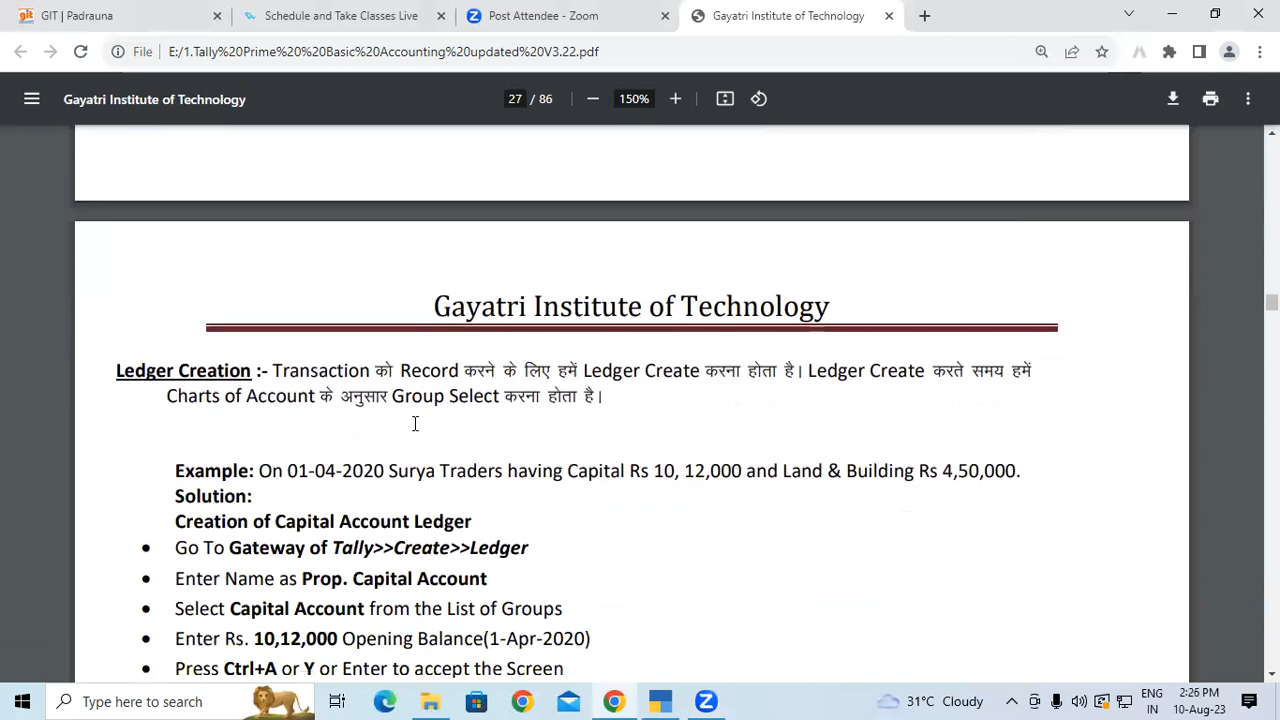 GIT | Padrauna
Schedule and Take Classes Live
Post Attendee - Zoom
Gayatri Institute of Technology
File
E:/1.Tally%20Prime%20%20Basic%20Accounting%20updated%20V3.22.pdf
Gayatri Institute of Technology
27 / 86
150%
Gayatri Institute of Technology
Ledger Creation :- Transaction को Record करने के लिए हमें Ledger Create करना होता है। Ledger Create करते समय हमें
Charts of Account के अनुसार Group Select करना होता है।
Example: On 01-04-2020 Surya Traders having Capital Rs 10, 12,000 and Land & Building Rs 4,50,000.
Solution:
Creation of Capital Account Ledger
• Go To Gateway of Tally>>Create>>Ledger
• Enter Name as Prop. Capital Account
• Select Capital Account from the List of Groups
• Enter Rs. 10,12,000 Opening Balance(1-Apr-2020)
• Press Ctrl+A or Y or Enter to accept the Screen
Type here to search
31°C Cloudy
ENG
IN
2:26 PM
10-Aug-23